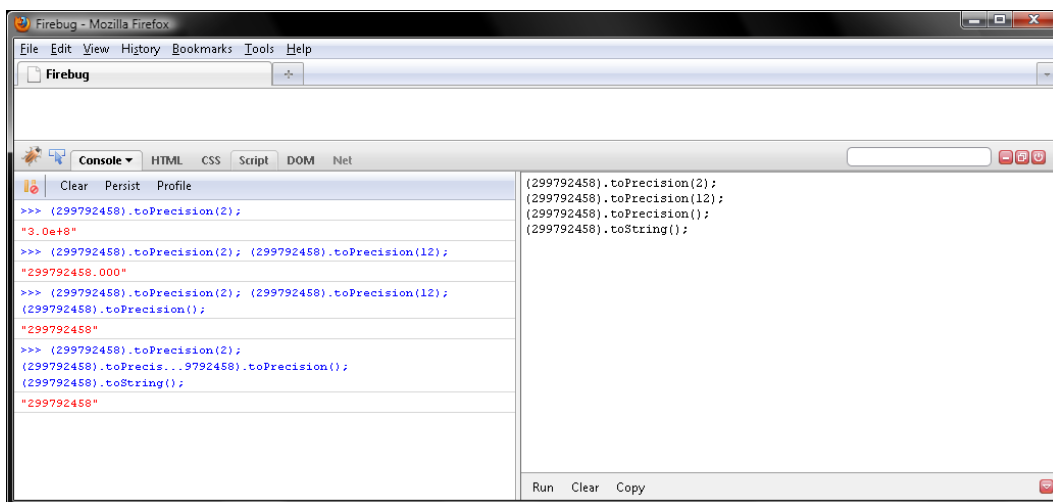 Firebug - Mozilla Firefox
File Edit View History Bookmarks Tools Help
Firebug
Console HTML CSS Script DOM Net
Clear Persist Profile
>>> (299792458).toPrecision(2);
"3.0e+8"
>>> (299792458).toPrecision(2); (299792458).toPrecision(12);
"299792458.000"
>>> (299792458).toPrecision(2); (299792458).toPrecision(12);
(299792458).toPrecision();
"299792458"
>>> (299792458).toPrecision(2);
(299792458).toPrecis...9792458).toPrecision();
(299792458).toString();
"299792458"
(299792458).toPrecision(2);
(299792458).toPrecision(12);
(299792458).toPrecision();
(299792458).toString();
Run Clear Copy